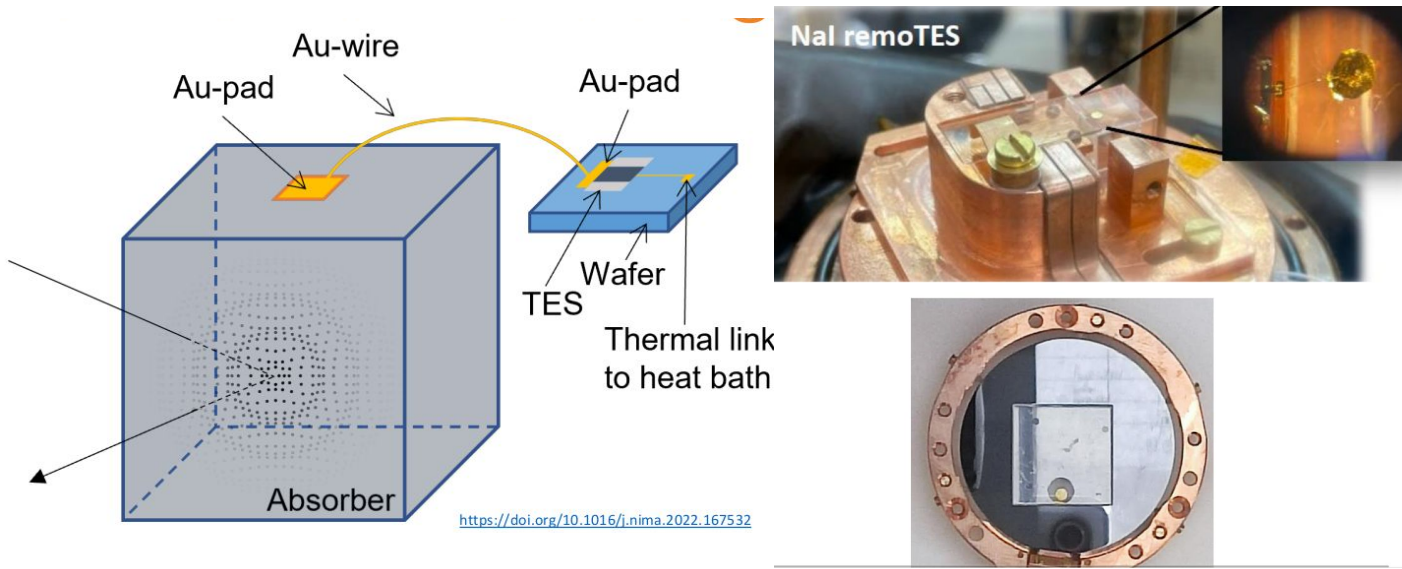 Au-wire
Au-pad
Au-pad
Wafer
TES
Thermal link
to heat bath
Absorber
https://doi.org/10.1016/j.nima.2022.167532
NaI remoTES